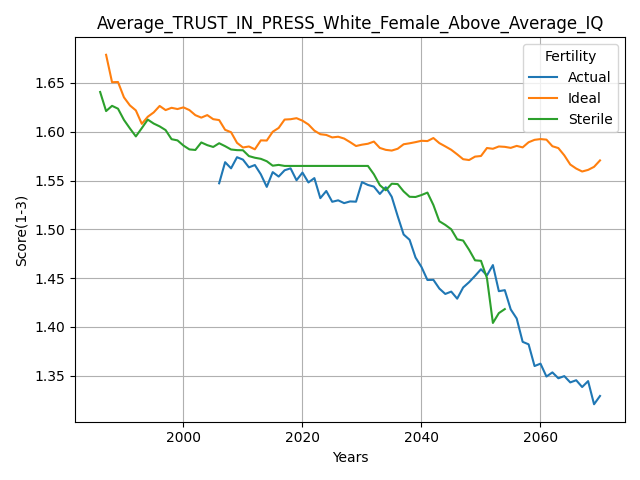 Average_TRUST_IN_PRESS_White_Female_Above_Average_IQ
Fertility
Actual
Ideal
Sterile
Score(1-3)
1.65
1.60
1.55
1.50
1.45
1.40
1.35
2000
2020
2040
2060
Years